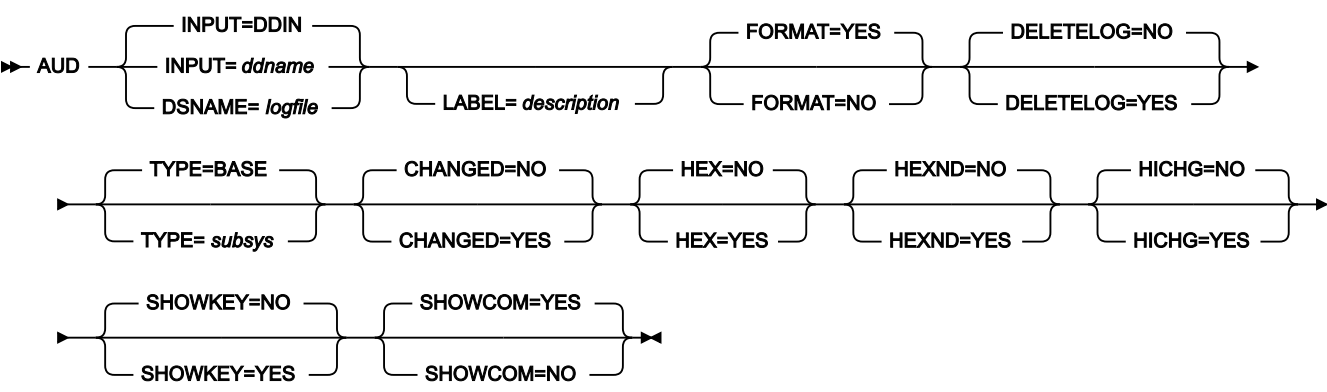 INPUT=DDIN
AUD
INPUT= ddname
DSNAME= logfile
LABEL= description
FORMAT=YES
FORMAT=NO
DELETELOG=NO
DELETELOG=YES
TYPE=BASE
TYPE= subsys
CHANGED=NO
CHANGED=YES
HEX=NO
HEX=YES
HEXND=NO
HEXND=YES
HICHG=NO
HICHG=YES
SHOWKEY=NO
SHOWKEY=YES
SHOWCOM=YES
SHOWCOM=NO